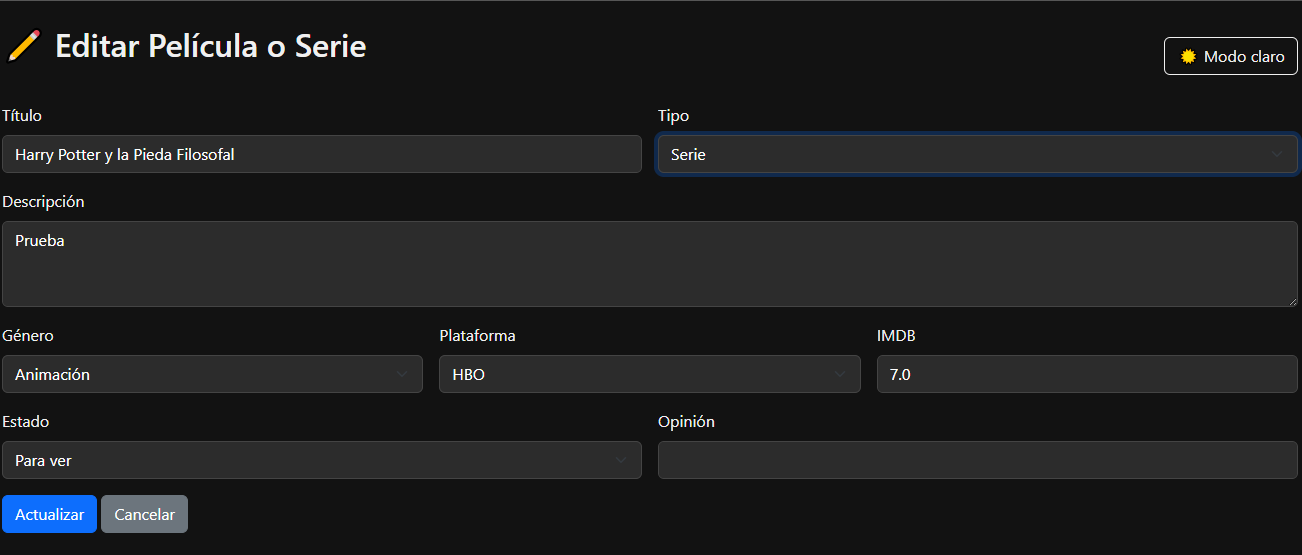 Editar Película o Serie
Modo claro
Título
Tipo
Harry Potter y la Pieda Filosofal
Serie
Descripción
Prueba
Género
Plataforma
IMDB
Animación
HBO
7.0
Estado
Opinión
Para ver
Actualizar
Cancelar